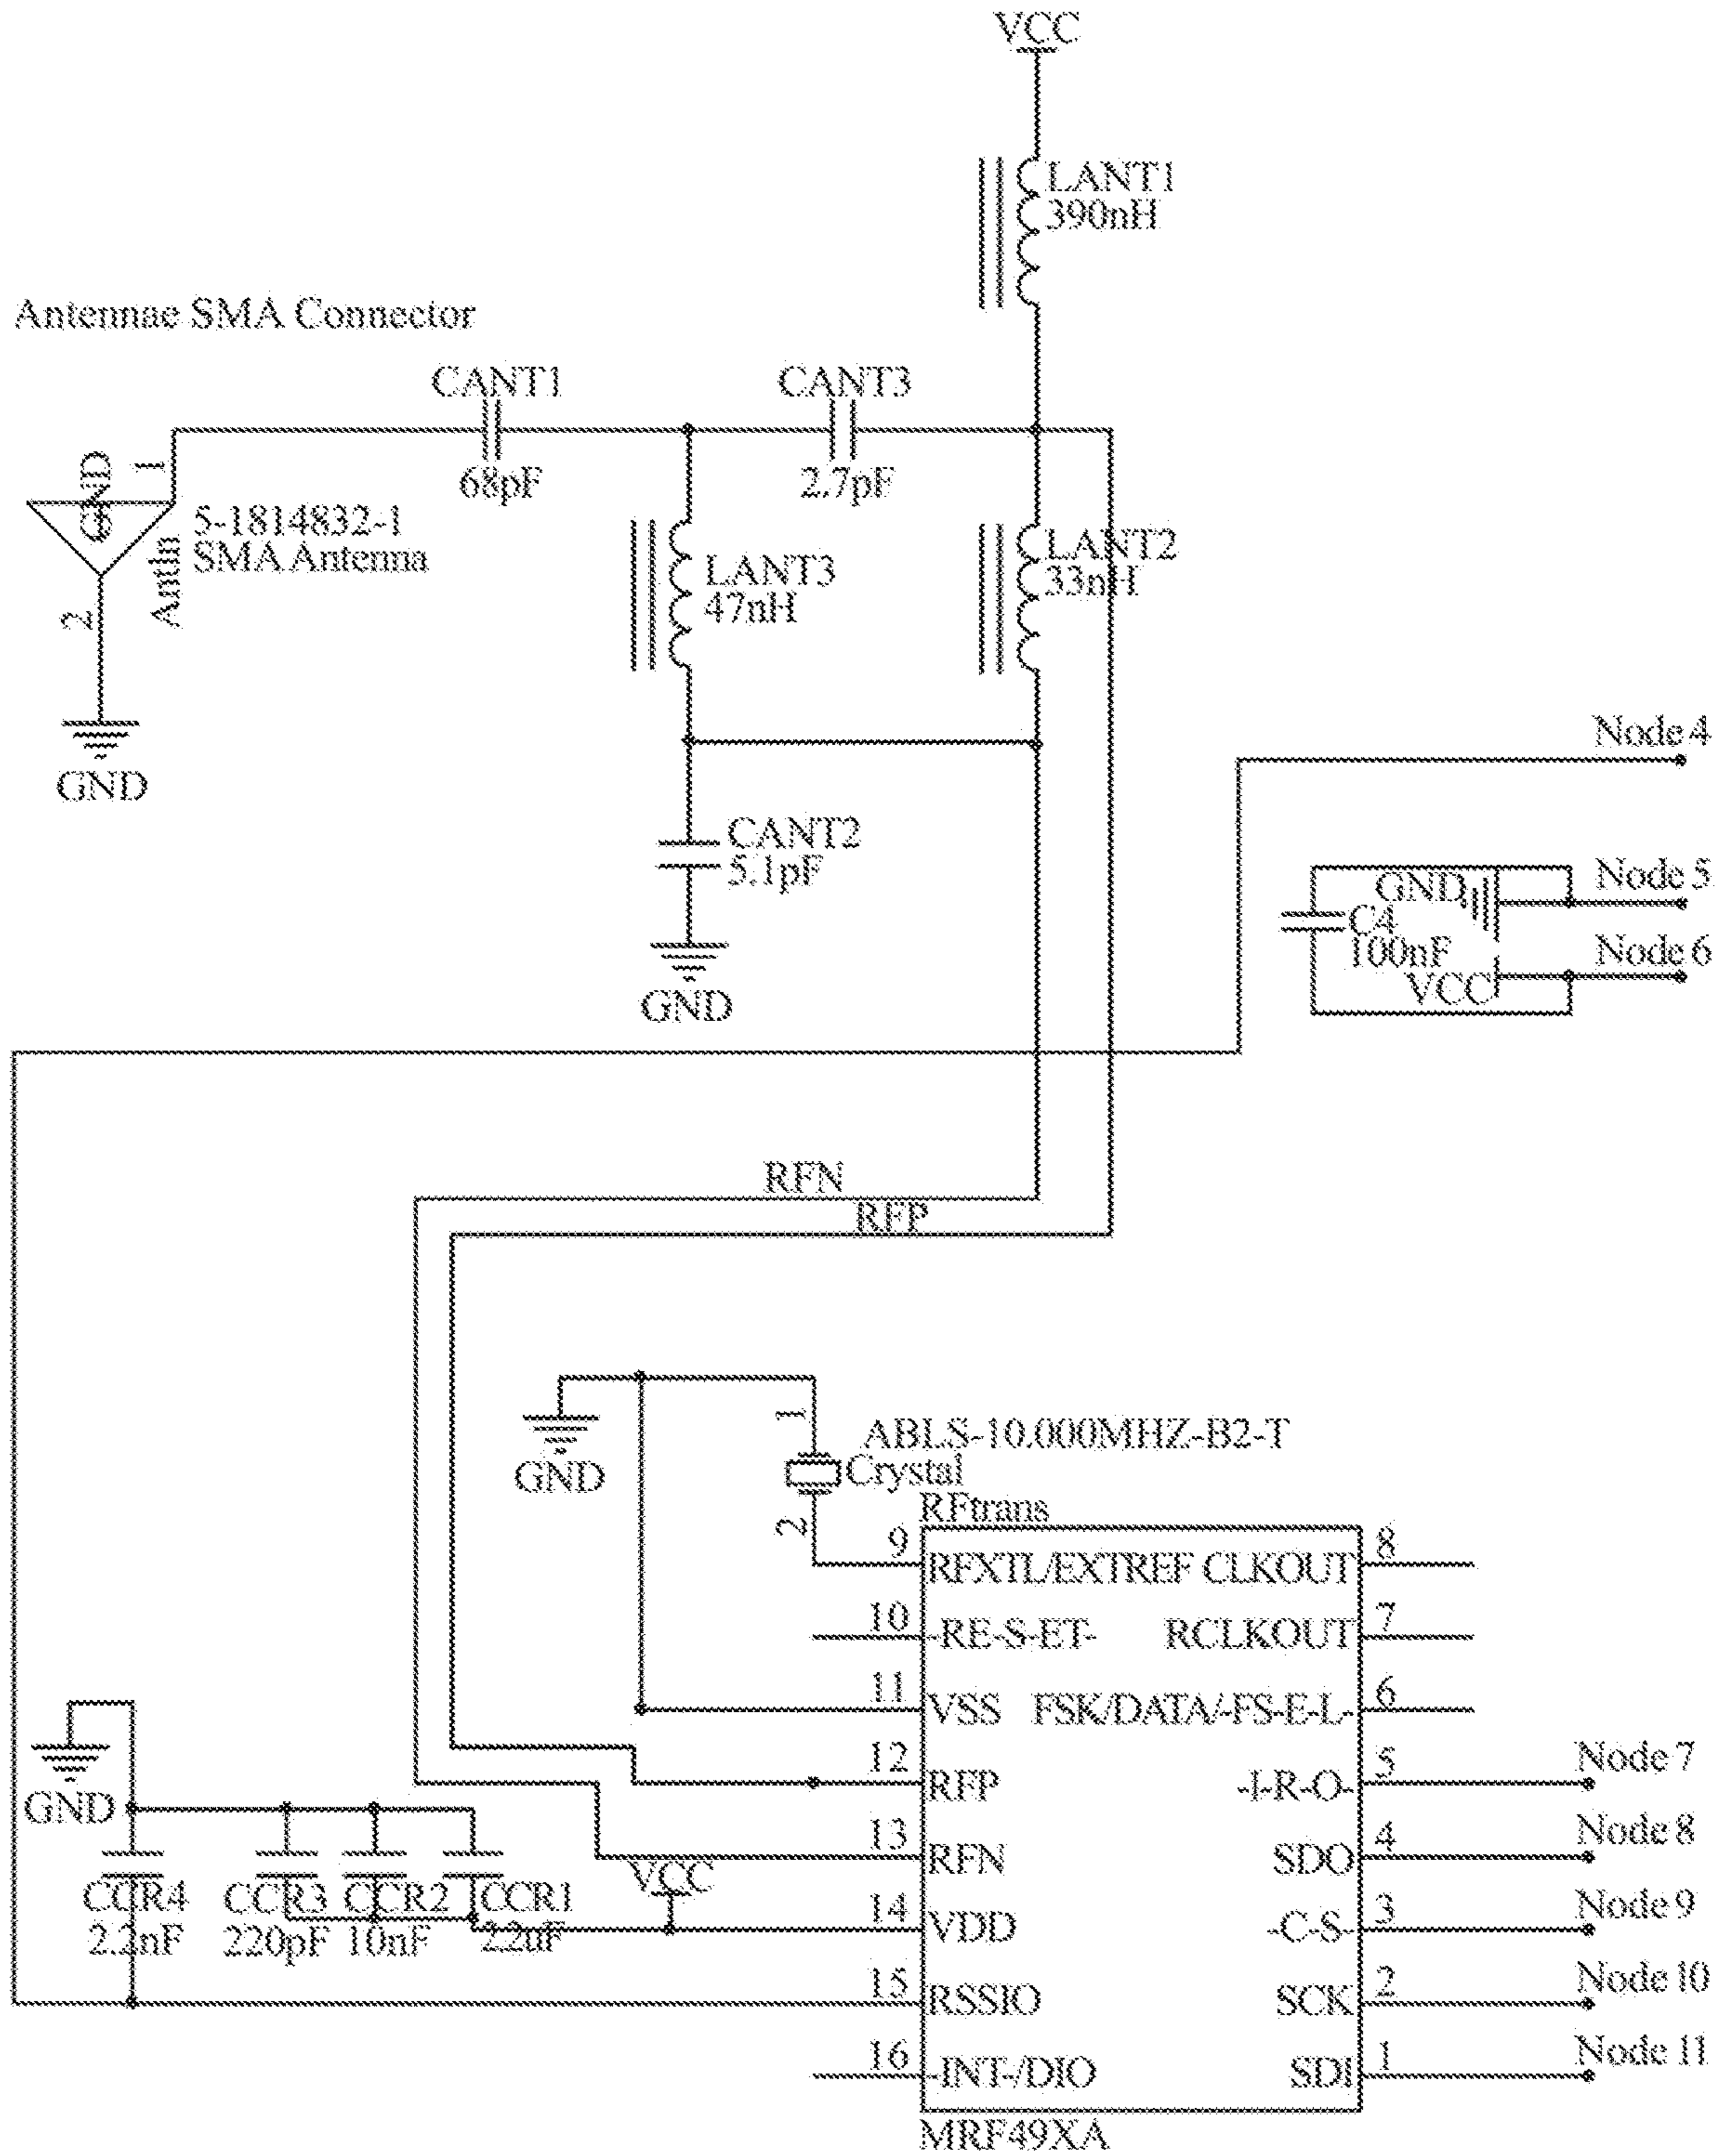 VCC
LANT1
390nH
Antennae SMA Connector
CANT1
CANT3
68pF
2.7pF
GND
1
5-1814832-1
SMA Antenna
AntIn
2
GND
LANT3
47nH
LANT2
33nH
Node 4
CANT2
5.1pF
GND
Node 5
GND
C4
100nF
Node 6
VCC
RFN
RFP
GND
1
ABLS-10.000MHZ-B2-T
Crystal
2
RFtrans
9 RFXTL/EXTREF CLKOUT 8
10 -RE-S-ET- RCLKOUT 7
11 VSS FSK/DATA/-FS-E-L- 6
12 RFP -I-R-O- 5 Node 7
13 RFN SDO 4 Node 8
GND
VCC
CCR4 CCR3 CCR2 CCR1
2.2nF 220pF 10nF 2.2uF
14 VDD -C-S- 3 Node 9
15 RSSIO SCK 2 Node 10
16 -INT-/DIO SDI 1 Node 11
MRF49XA